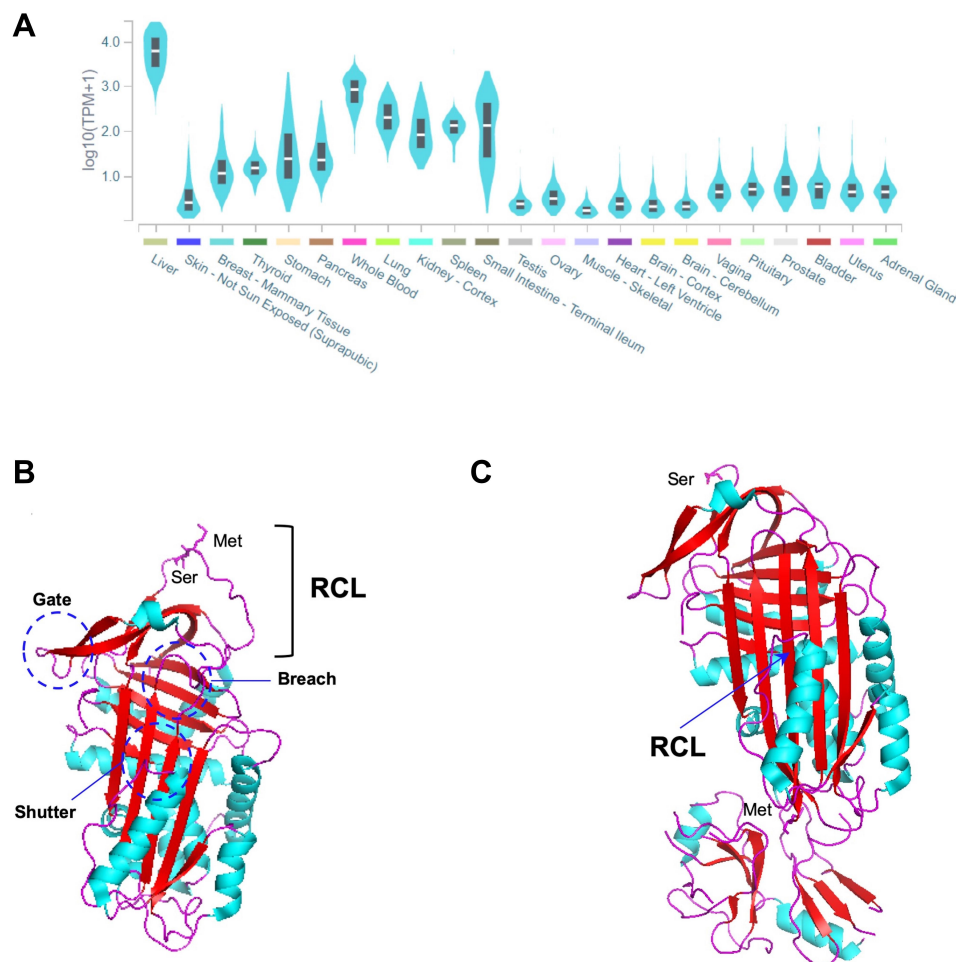 A
log10(TPM+1)
4.0
3.0
2.0
1.0
Liver
Skin - Not Sun Exposed (Suprapubic)
Breast - Mammary Tissue
Thyroid
Stomach
Pancreas
Whole Blood
Lung
Kidney - Cortex
Spleen
Small Intestine - Terminal Ileum
Testis
Ovary
Muscle - Skeletal
Heart - Left Ventricle
Brain - Cortex
Brain - Cerebellum
Vagina
Pituitary
Prostate
Bladder
Uterus
Adrenal Gland
B
Met
Ser
RCL
Gate
Breach
Shutter
C
Ser
RCL
Met